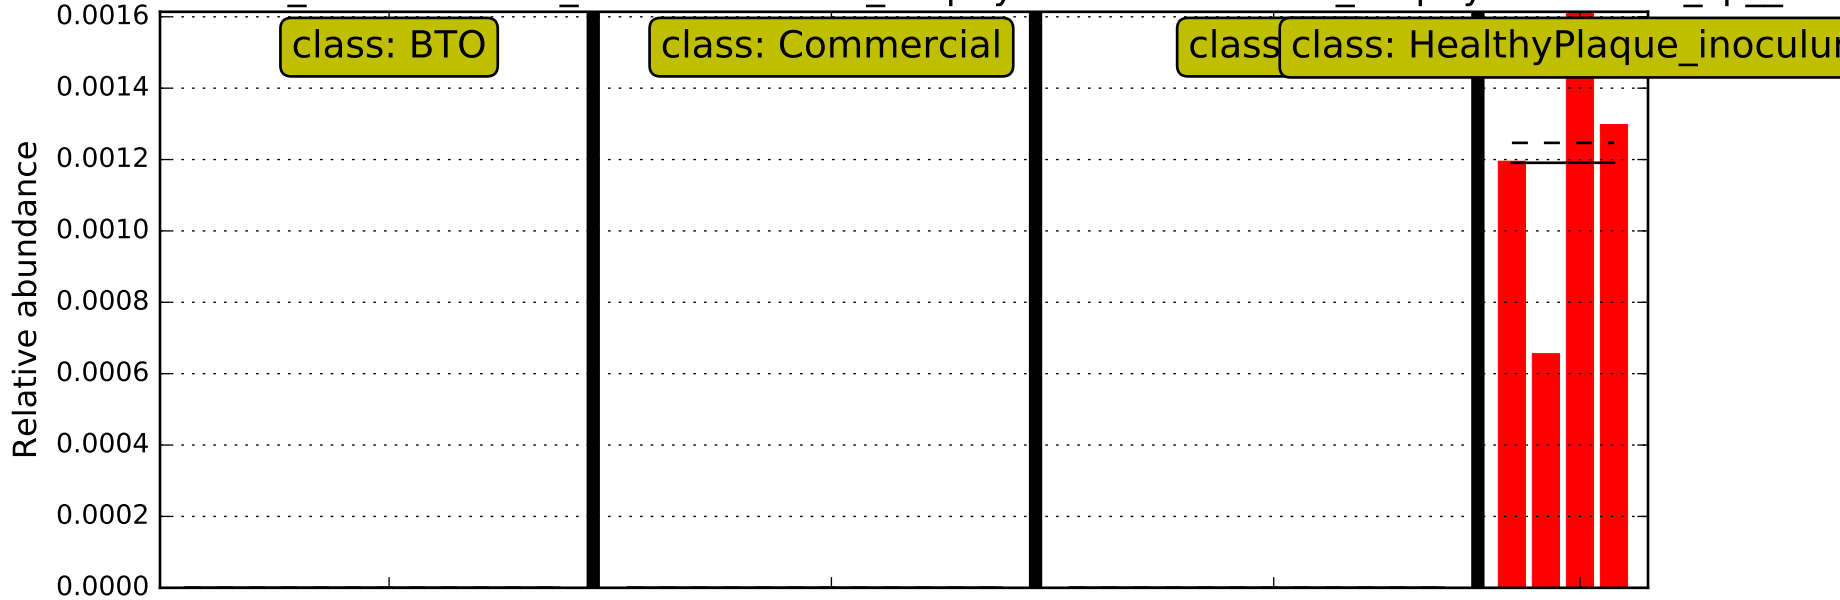 0.0016
class: BTO
class: Commercial
class
class: HealthyPlaque_inoculu
0.0014
0.0012
0.0010
0.0008
0.0006
0.0004
0.0002
0.0000
Relative abundance